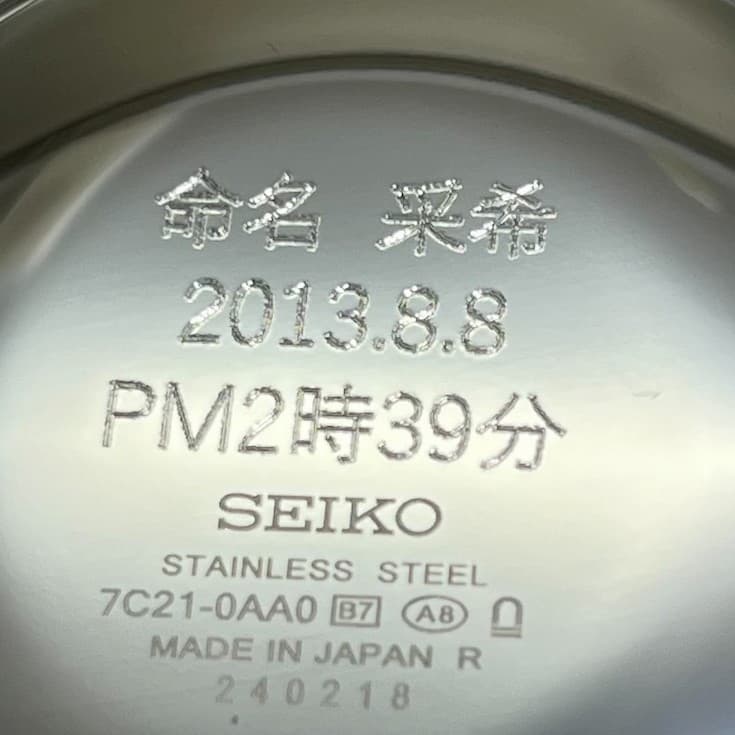 命名 采希
2013.8.8
PM2時39分
SEIKO
STAINLESS STEEL
7C21-0AA0 B7 A8
MADE IN JAPAN R
240218